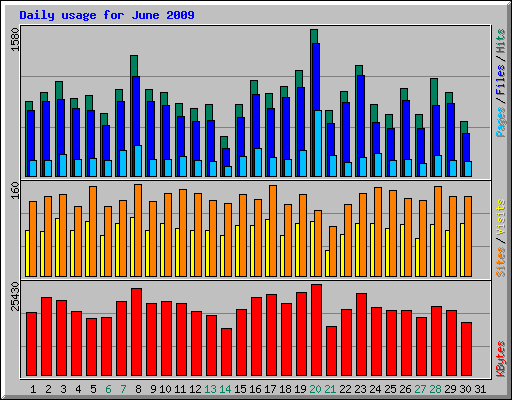 Daily usage for June 2009
1580
Pages / Files / Hits
160
Sites / Visits
25430
KBytes
1 2 3 4 5 6 7 8 9 10 11 12 13 14 15 16 17 18 19 20 21 22 23 24 25 26 27 28 29 30 31